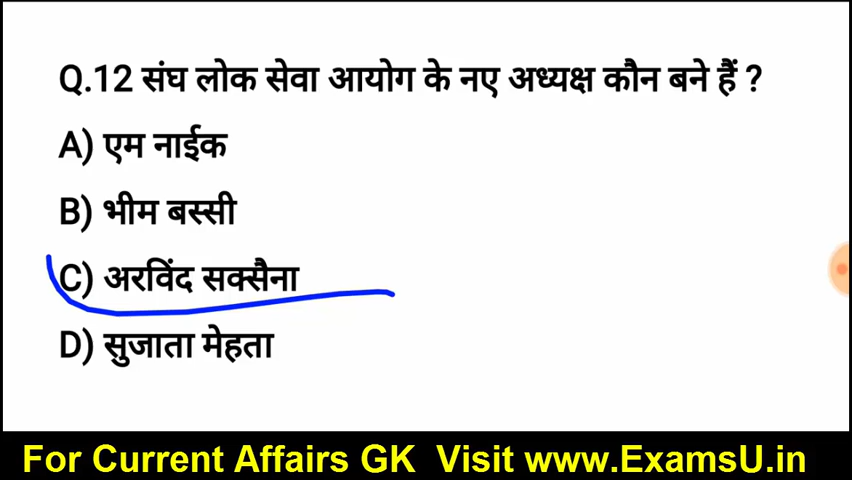 Q.12 संघ लोक सेवा आयोग के नए अध्यक्ष कौन बने हैं ?
A) एम नाईक
B) भीम बस्सी
C) अरविंद सक्सैना
D) सुजाता मेहता
For Current Affairs GK Visit www.ExamsU.in